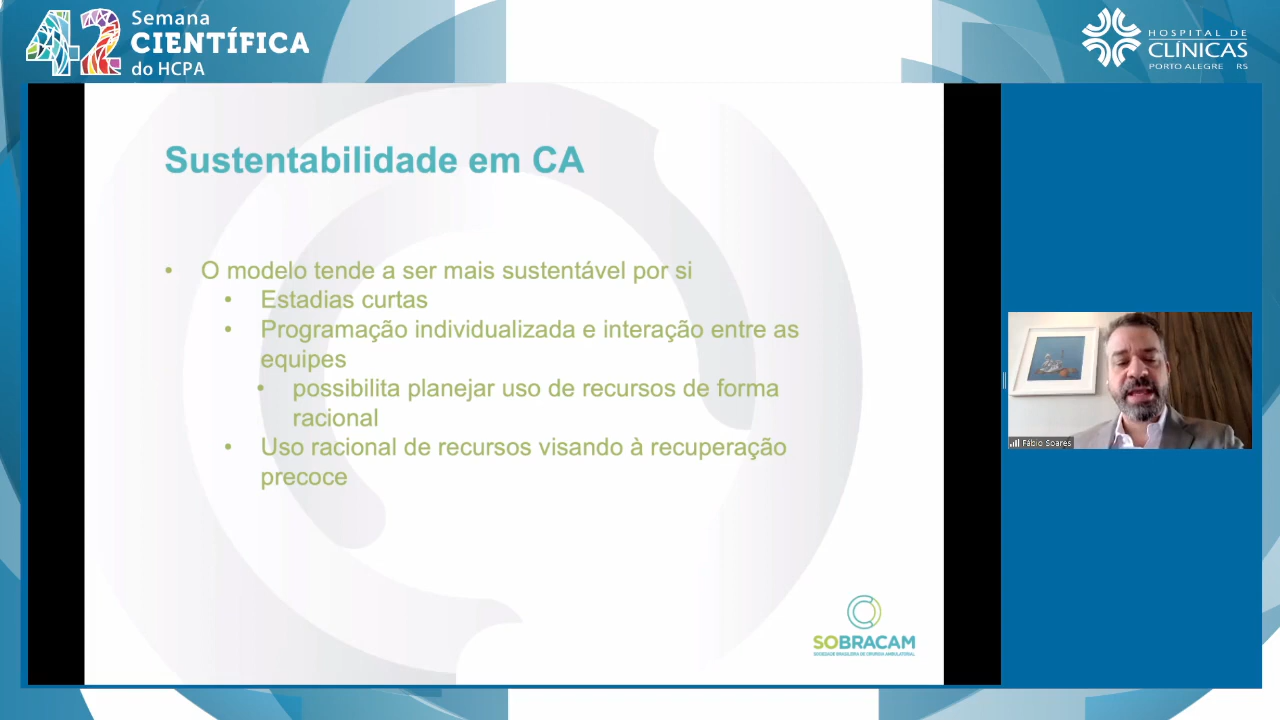 42 Semana
CIENTÍFICA
do HCPA
HOSPITAL DE
CLÍNICAS
PORTO ALEGRE RS
Sustentabilidade em CA
• O modelo tende a ser mais sustentável por si
• Estadias curtas
• Programação individualizada e interação entre as
equipes
• possibilita planejar uso de recursos de forma
racional
• Uso racional de recursos visando à recuperação
precoce
Fábio Soares
SOBRACAM
SOCIEDADE BRASILEIRA DE CIRURGIA AMBULATORIAL